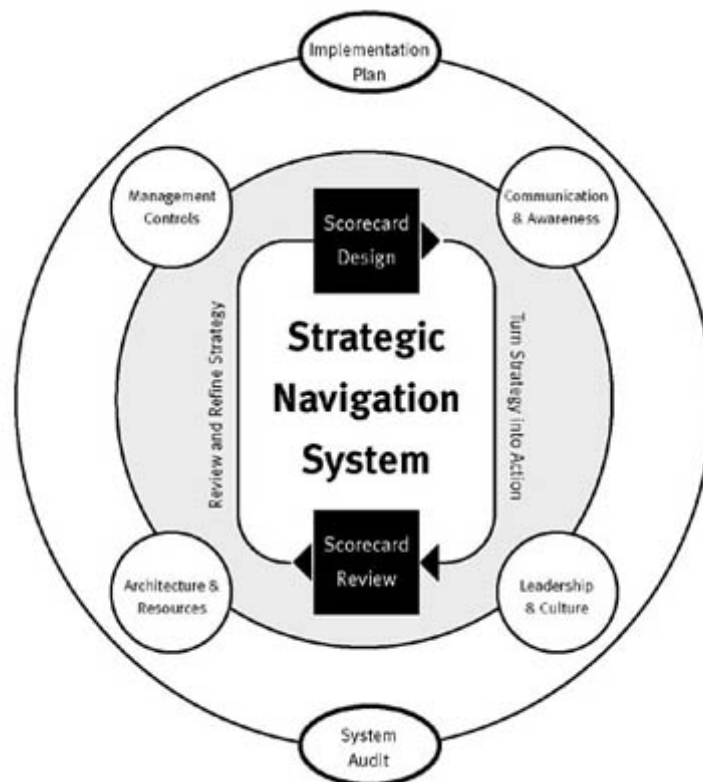 Implementation
Plan
Management
Controls
Communication
& Awareness
Scorecard
Design
Review and Refine Strategy
Strategic
Navigation
System
Turn Strategy into Action
Scorecard
Review
Architecture &
Resources
Leadership
& Culture
System
Audit